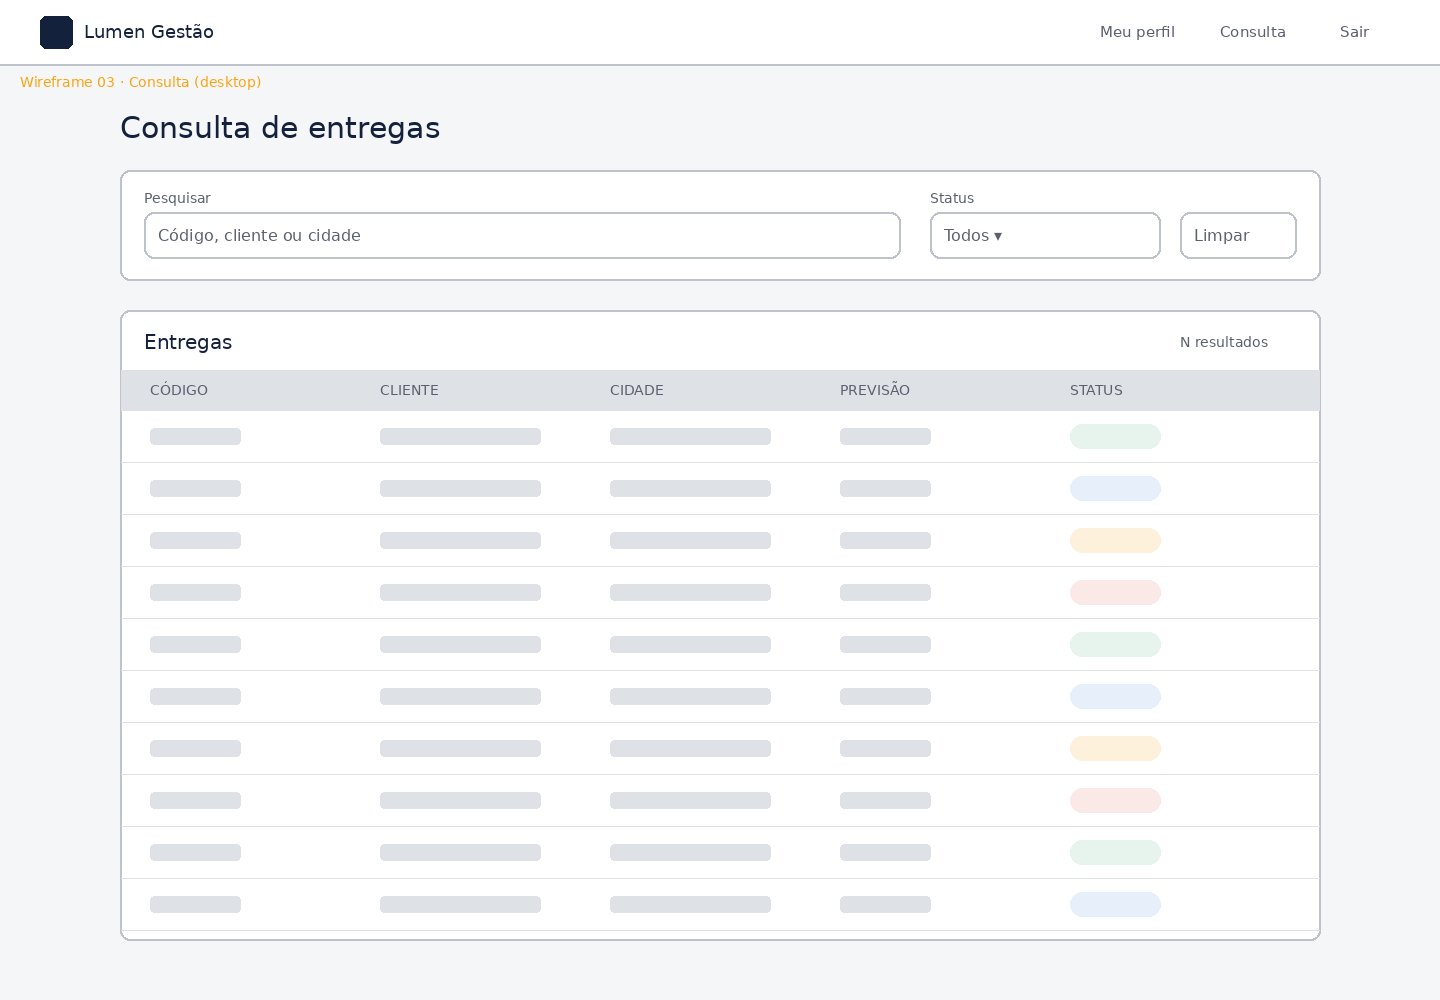 Lumen Gestão
Meu perfil Consulta Sair
Wireframe 03 · Consulta (desktop)
Consulta de entregas
Pesquisar Status
Código, cliente ou cidade Todos ▾ Limpar
Entregas N resultados
CÓDIGO CLIENTE CIDADE PREVISÃO STATUS